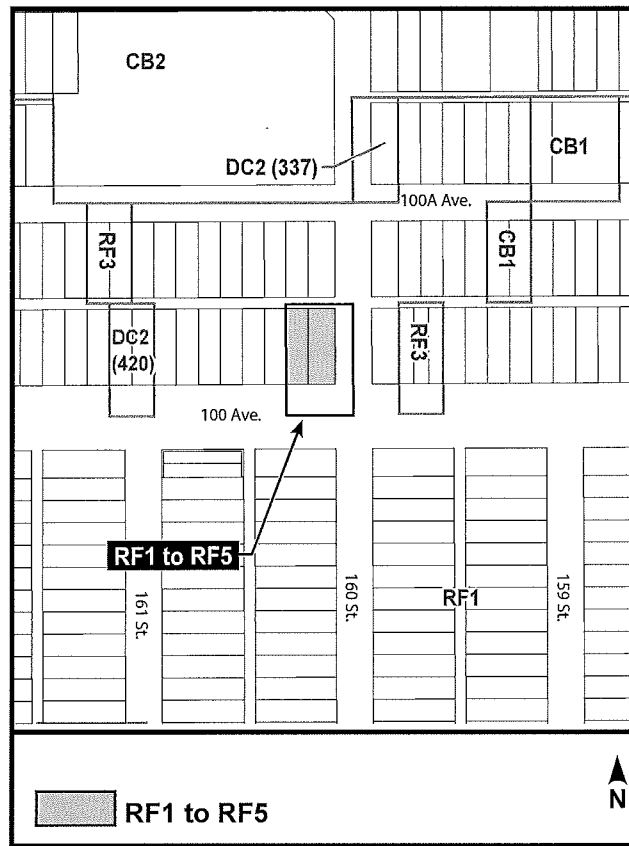 CB2
CB1
DC2 (337)
100A Ave.
RF3
CB1
DC2
(420)
RF3
100 Ave.
RF1 to RF5
161 St.
160 St.
RF1
159 St.
RF1 to RF5
N